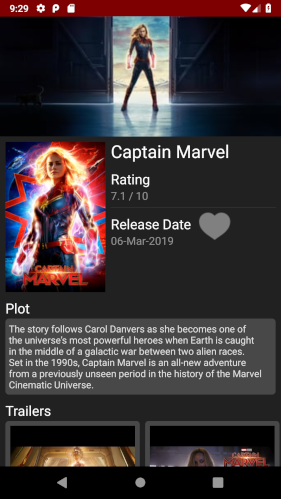 9:29
Captain Marvel
Rating
7.1 / 10
Release Date
06-Mar-2019
CAPTAIN
MARVEL
Plot
The story follows Carol Danvers as she becomes one of
the universe's most powerful heroes when Earth is caught
in the middle of a galactic war between two alien races.
Set in the 1990s, Captain Marvel is an all-new adventure
from a previously unseen period in the history of the Marvel
Cinematic Universe.
Trailers